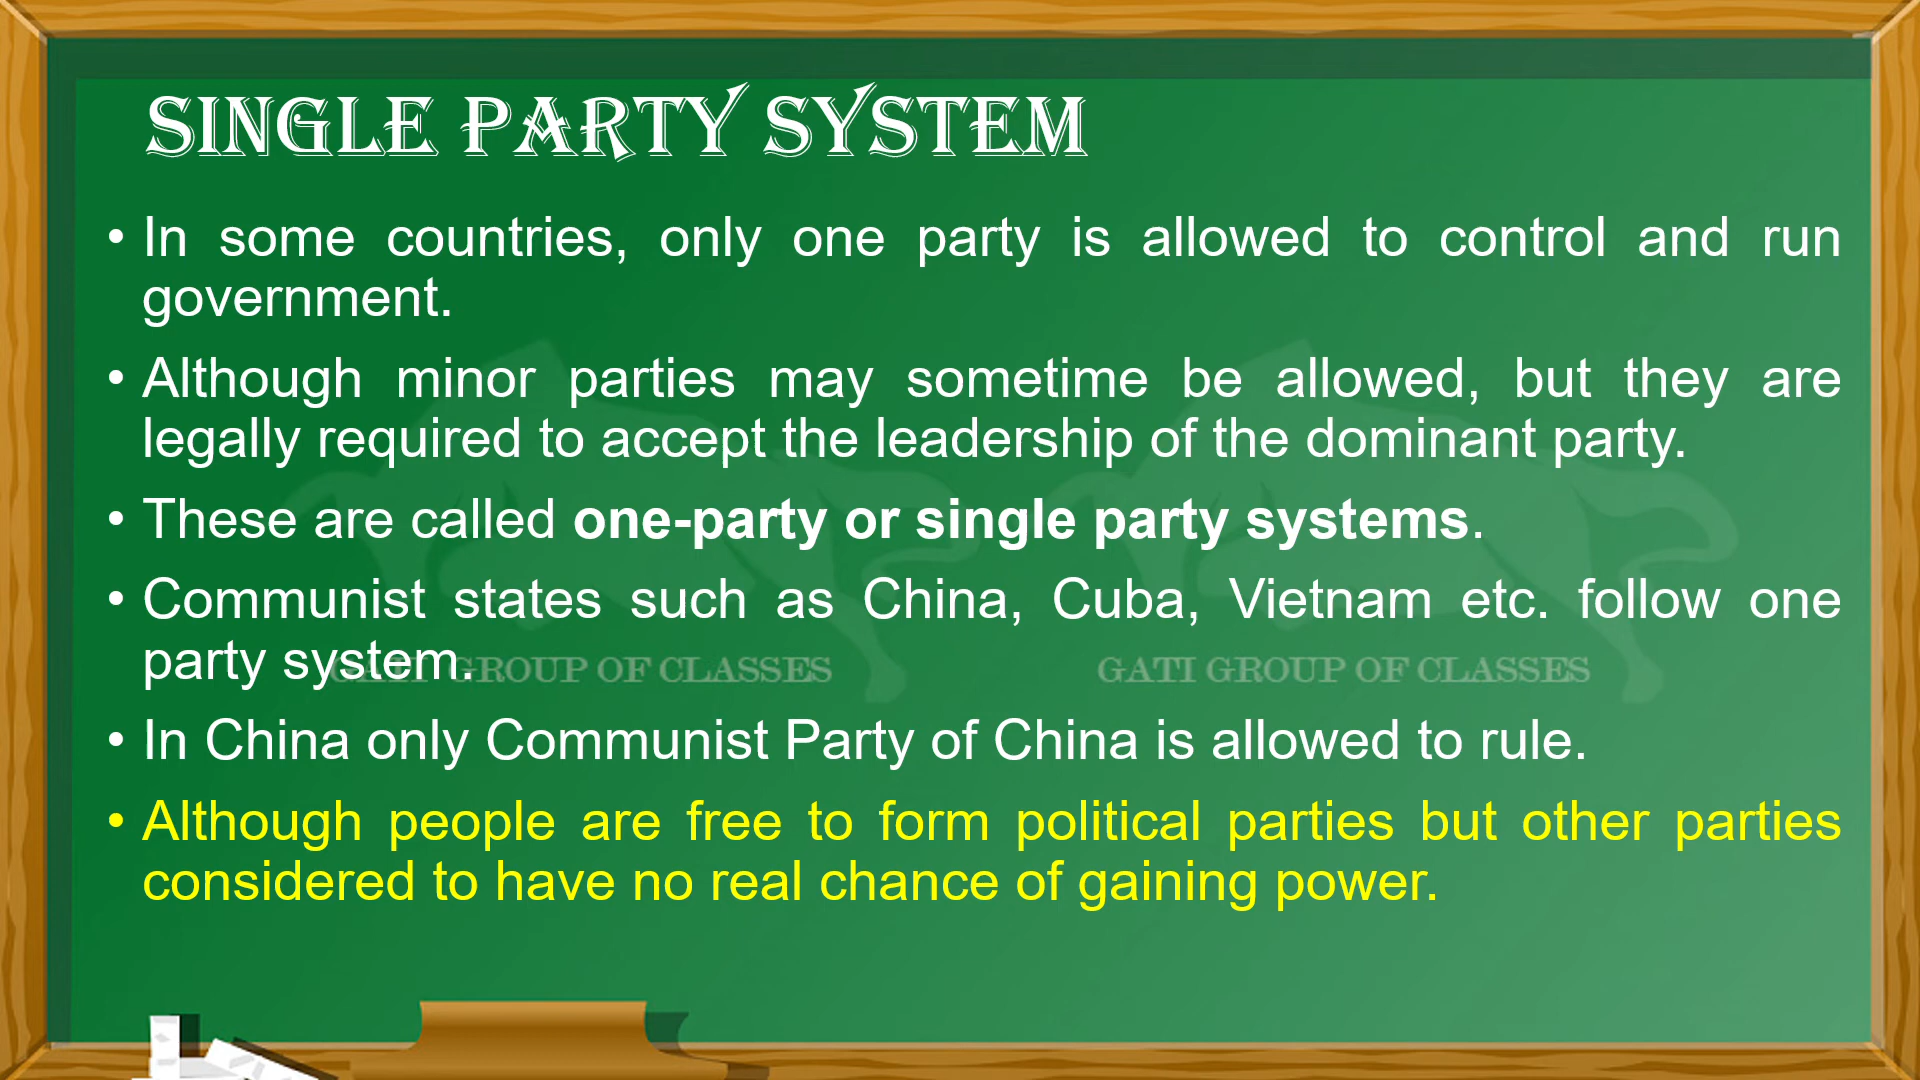 SINGLE PARTY SYSTEM
• In some countries, only one party is allowed to control and run
government.
• Although minor parties may sometime be allowed, but they are
legally required to accept the leadership of the dominant party.
• These are called one-party or single party systems.
• Communist states such as China, Cuba, Vietnam etc. follow one
party system.
GATI GROUP OF CLASSES
GATI GROUP OF CLASSES
• In China only Communist Party of China is allowed to rule.
• Although people are free to form political parties but other parties
considered to have no real chance of gaining power.